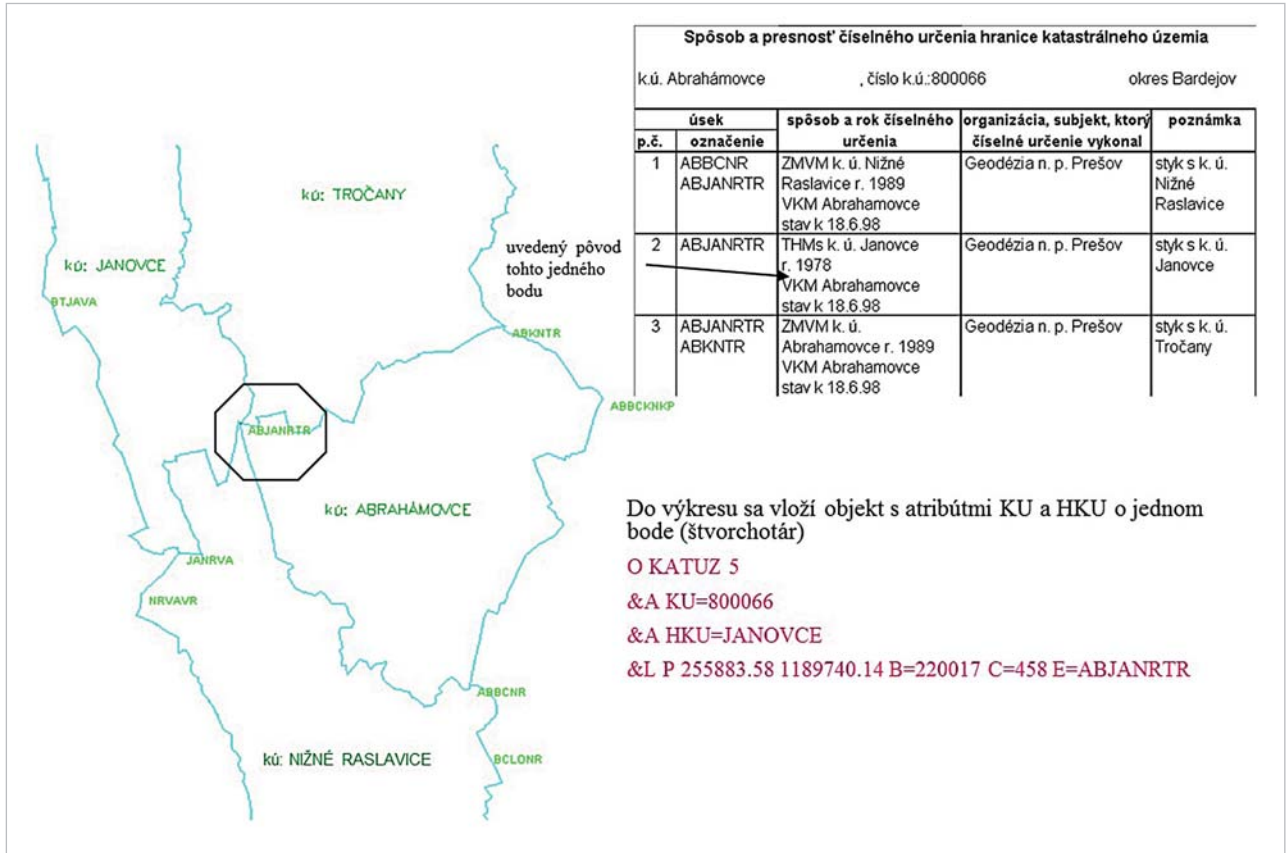 Spôsob a presnosť číselného určenia hranice katastrálneho územia
k.ú. Abrahámovce , číslo k.ú.:800066 okres Bardejov
úsek
spôsob a rok číselného určenia
organizácia, subjekt, ktorý číselné určenie vykonal
poznámka
p.č. označenie
1
ABBCNR
ABJANRTR
ZMVM k. ú. Nižné
Raslavice r. 1989
VKM Abrahamovce
stav k 18.6.98
Geodézia n. p. Prešov
styk s k. ú.
Nižné
Raslavice
2
ABJANRTR
THMs k. ú. Janovce
r. 1978
VKM Abrahamovce
stav k 18.6.98
Geodézia n. p. Prešov
styk s k. ú.
Janovce
3
ABJANRTR
ABKNTR
ZMVM k. ú.
Abrahamovce r. 1989
VKM Abrahamovce
stav k 18.6.98
Geodézia n. p. Prešov
styk s k. ú.
Tročany
kú: TROČANY
uvedený pôvod
tohto jedného
bodu
kú: JANOVCE
BTJAVA
ABKNTR
ABBCKNKP
ABJANRTR
kú: ABRAHÁMOVCE
JANRVA
NRVAVR
ABBCNR
kú: NIŽNÉ RASLAVICE
BCLONR
Do výkresu sa vloží objekt s atribútmi KU a HKU o jednom
bode (štvorchotár)
O KATUZ 5
&A KU=800066
&A HKU=JANOVCE
&L P 255883.58 1189740.14 B=220017 C=458 E=ABJANRTR